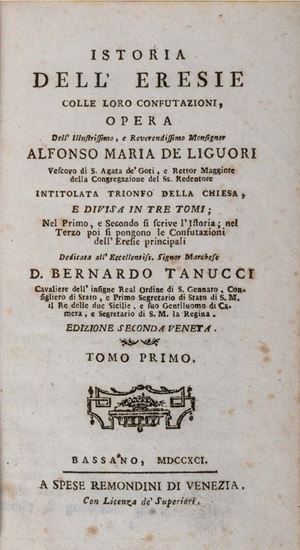 ISTORIA
DELL' ERESIE
COLLE LORO CONFUTAZIONI,
OPERA
Dell' Illustrissimo, e Reverendissimo Monsignor
ALFONSO MARIA DE LIGUORI
Vescovo di S. Agata de' Goti, e Rettor Maggiore
della Congregazione del Ss. Redentore
INTITOLATA TRIONFO DELLA CHIESA,
E DIVISA IN TRE TOMI;
Nel Primo, e Secondo si scrive l'Istoria; nel
Terzo poi si pongono le Confutazioni
dell' Eresie principali
Dedicata all' Eccellentiss. Signor Marchese
D. BERNARDO TANUCCI
Cavaliere dell' insigne Real Ordine di S. Gennaro, Con-
sigliero di Stato, e Primo Segretario di Stato di S. M.
il Re delle due Sicilie, e suo Gentiluomo di Ca-
mera, e Segretario di S. M. la Regina.
EDIZIONE SECONDA VENETA.
TOMO PRIMO.
BASSANO, MDCCXCI.
A SPESE REMONDINI DI VENEZIA.
Con Licenza de' Superiori.